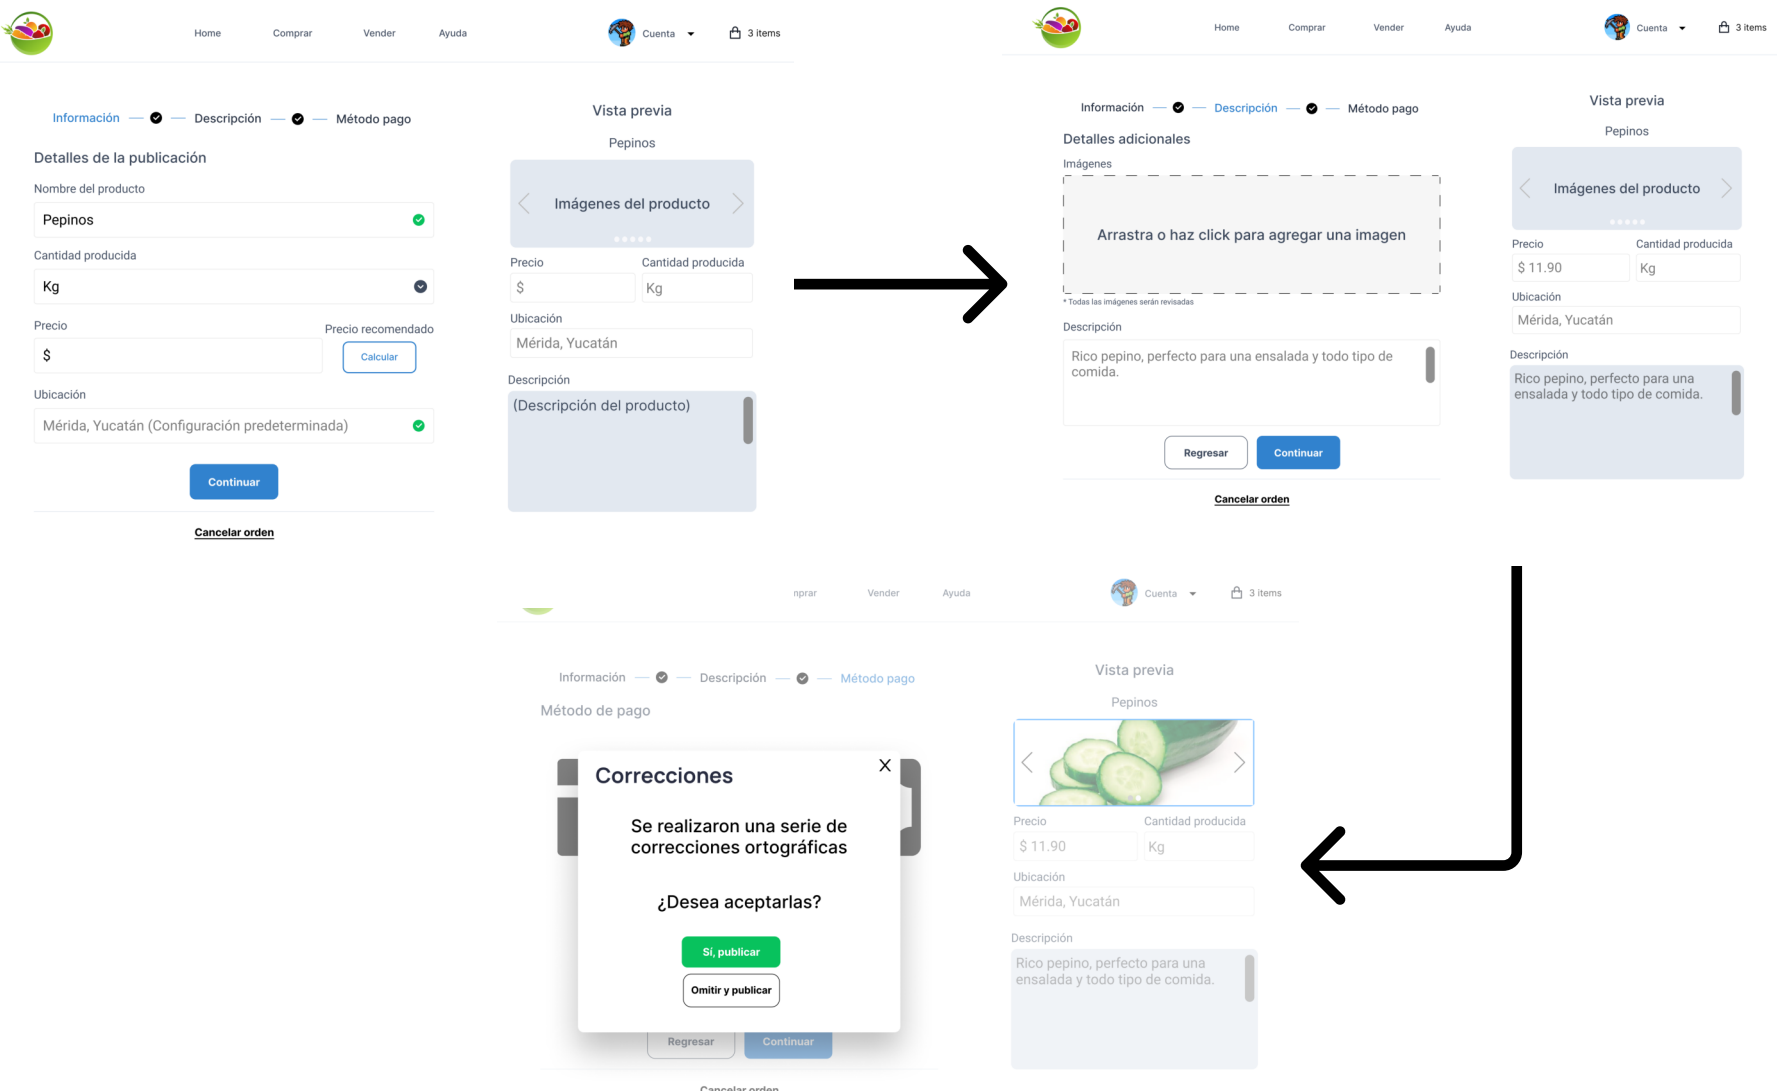 Home Comprar Vender Ayuda Cuenta 3 items
Información Descripción Método pago
Detalles de la publicación
Nombre del producto
Pepinos
Cantidad producida
Kg
Precio
Precio recomendado
$
Calcular
Ubicación
Mérida, Yucatán (Configuración predeterminada)
Continuar
Cancelar orden
Vista previa
Pepinos
Imágenes del producto
Precio Cantidad producida
$ Kg
Ubicación
Mérida, Yucatán
Descripción
(Descripción del producto)
Home Comprar Vender Ayuda Cuenta 3 items
Información Descripción Método pago
Detalles adicionales
Imágenes
Arrastra o haz click para agregar una imagen
* Todas las imágenes serán revisadas
Descripción
Rico pepino, perfecto para una ensalada y todo tipo de
comida.
Regresar Continuar
Cancelar orden
Vista previa
Pepinos
Imágenes del producto
Precio Cantidad producida
$ 11.90 Kg
Ubicación
Mérida, Yucatán
Descripción
Rico pepino, perfecto para una
ensalada y todo tipo de comida.
nprar Vender Ayuda Cuenta 3 items
Información Descripción Método pago
Método de pago
Correcciones X
Se realizaron una serie de
correcciones ortográficas
¿Desea aceptarlas?
Sí, publicar
Omitir y publicar
Regresar Continuar
Cancelar orden
Vista previa
Pepinos
Precio Cantidad producida
$ 11.90 Kg
Ubicación
Mérida, Yucatán
Descripción
Rico pepino, perfecto para una
ensalada y todo tipo de comida.